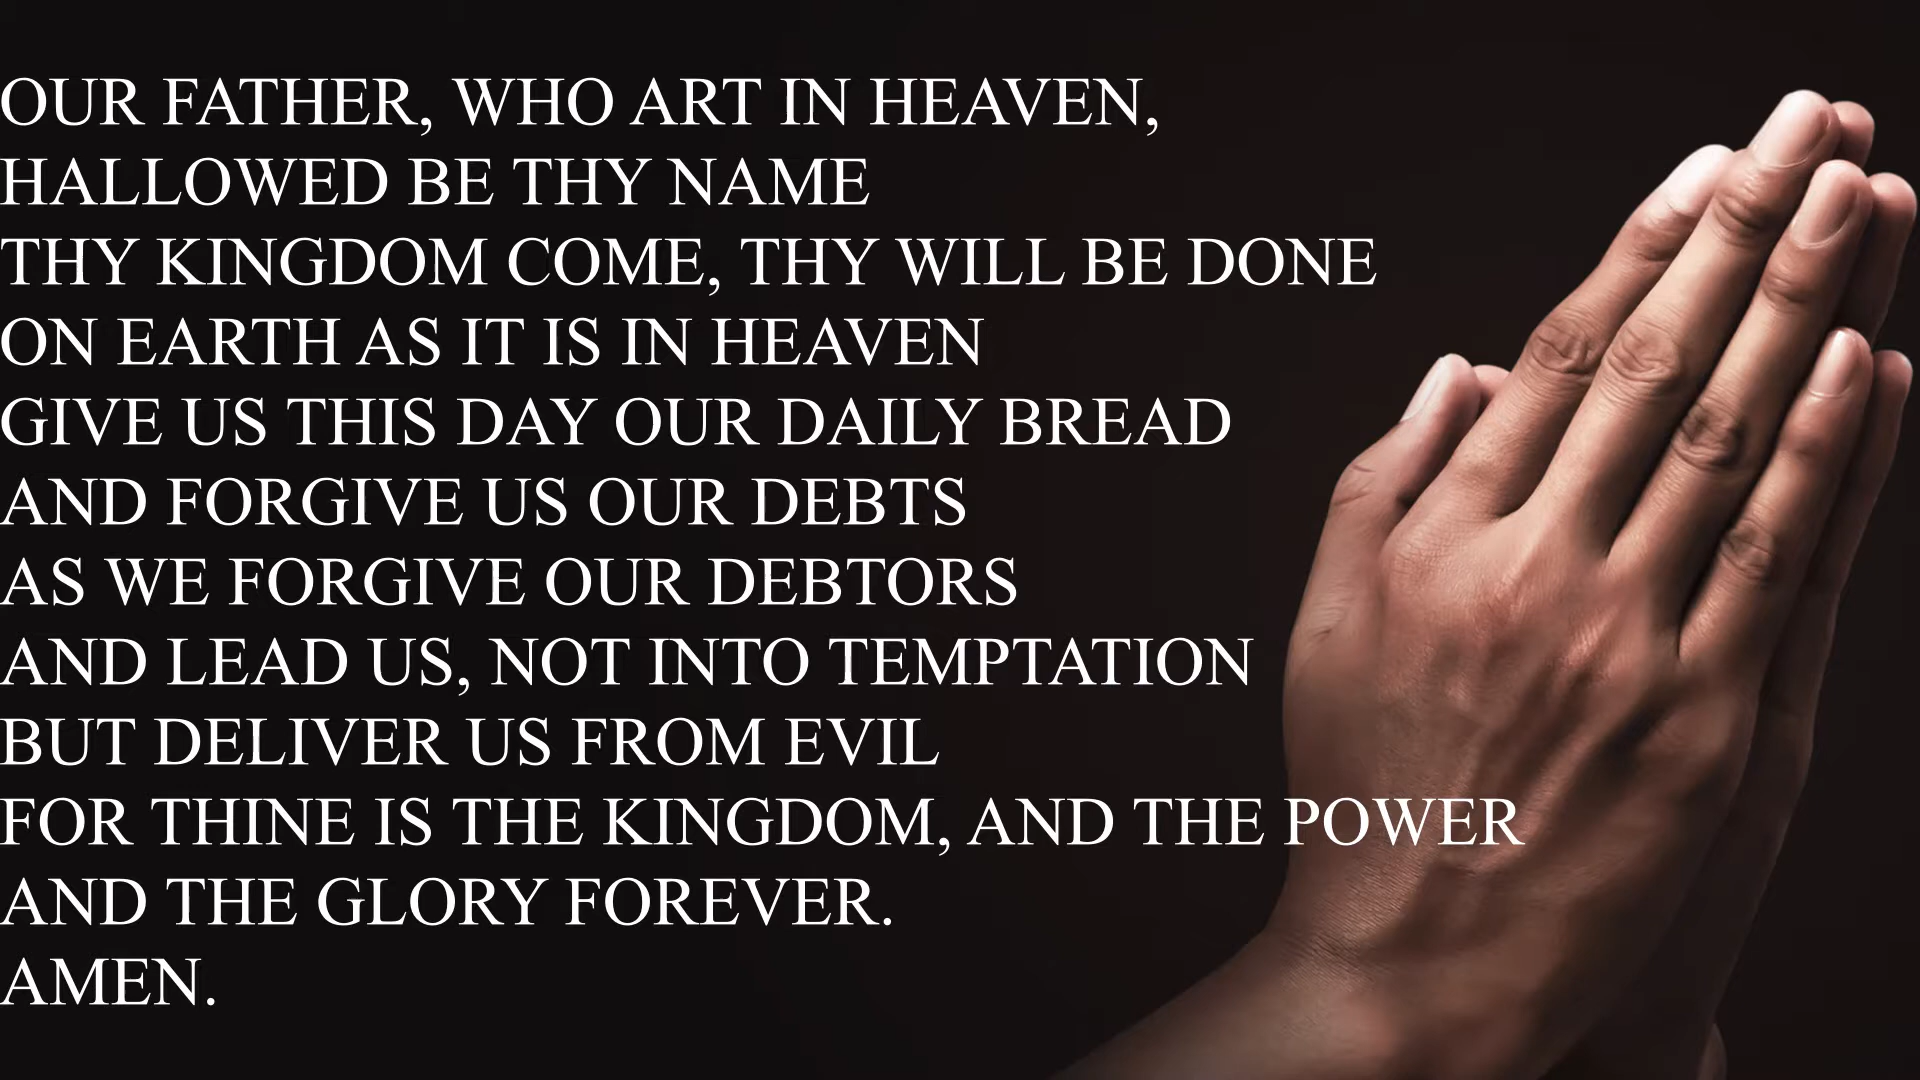 OUR FATHER, WHO ART IN HEAVEN,
HALLOWED BE THY NAME
THY KINGDOM COME, THY WILL BE DONE
ON EARTH AS IT IS IN HEAVEN
GIVE US THIS DAY OUR DAILY BREAD
AND FORGIVE US OUR DEBTS
AS WE FORGIVE OUR DEBTORS
AND LEAD US, NOT INTO TEMPTATION
BUT DELIVER US FROM EVIL
FOR THINE IS THE KINGDOM, AND THE POWER
AND THE GLORY FOREVER.
AMEN.